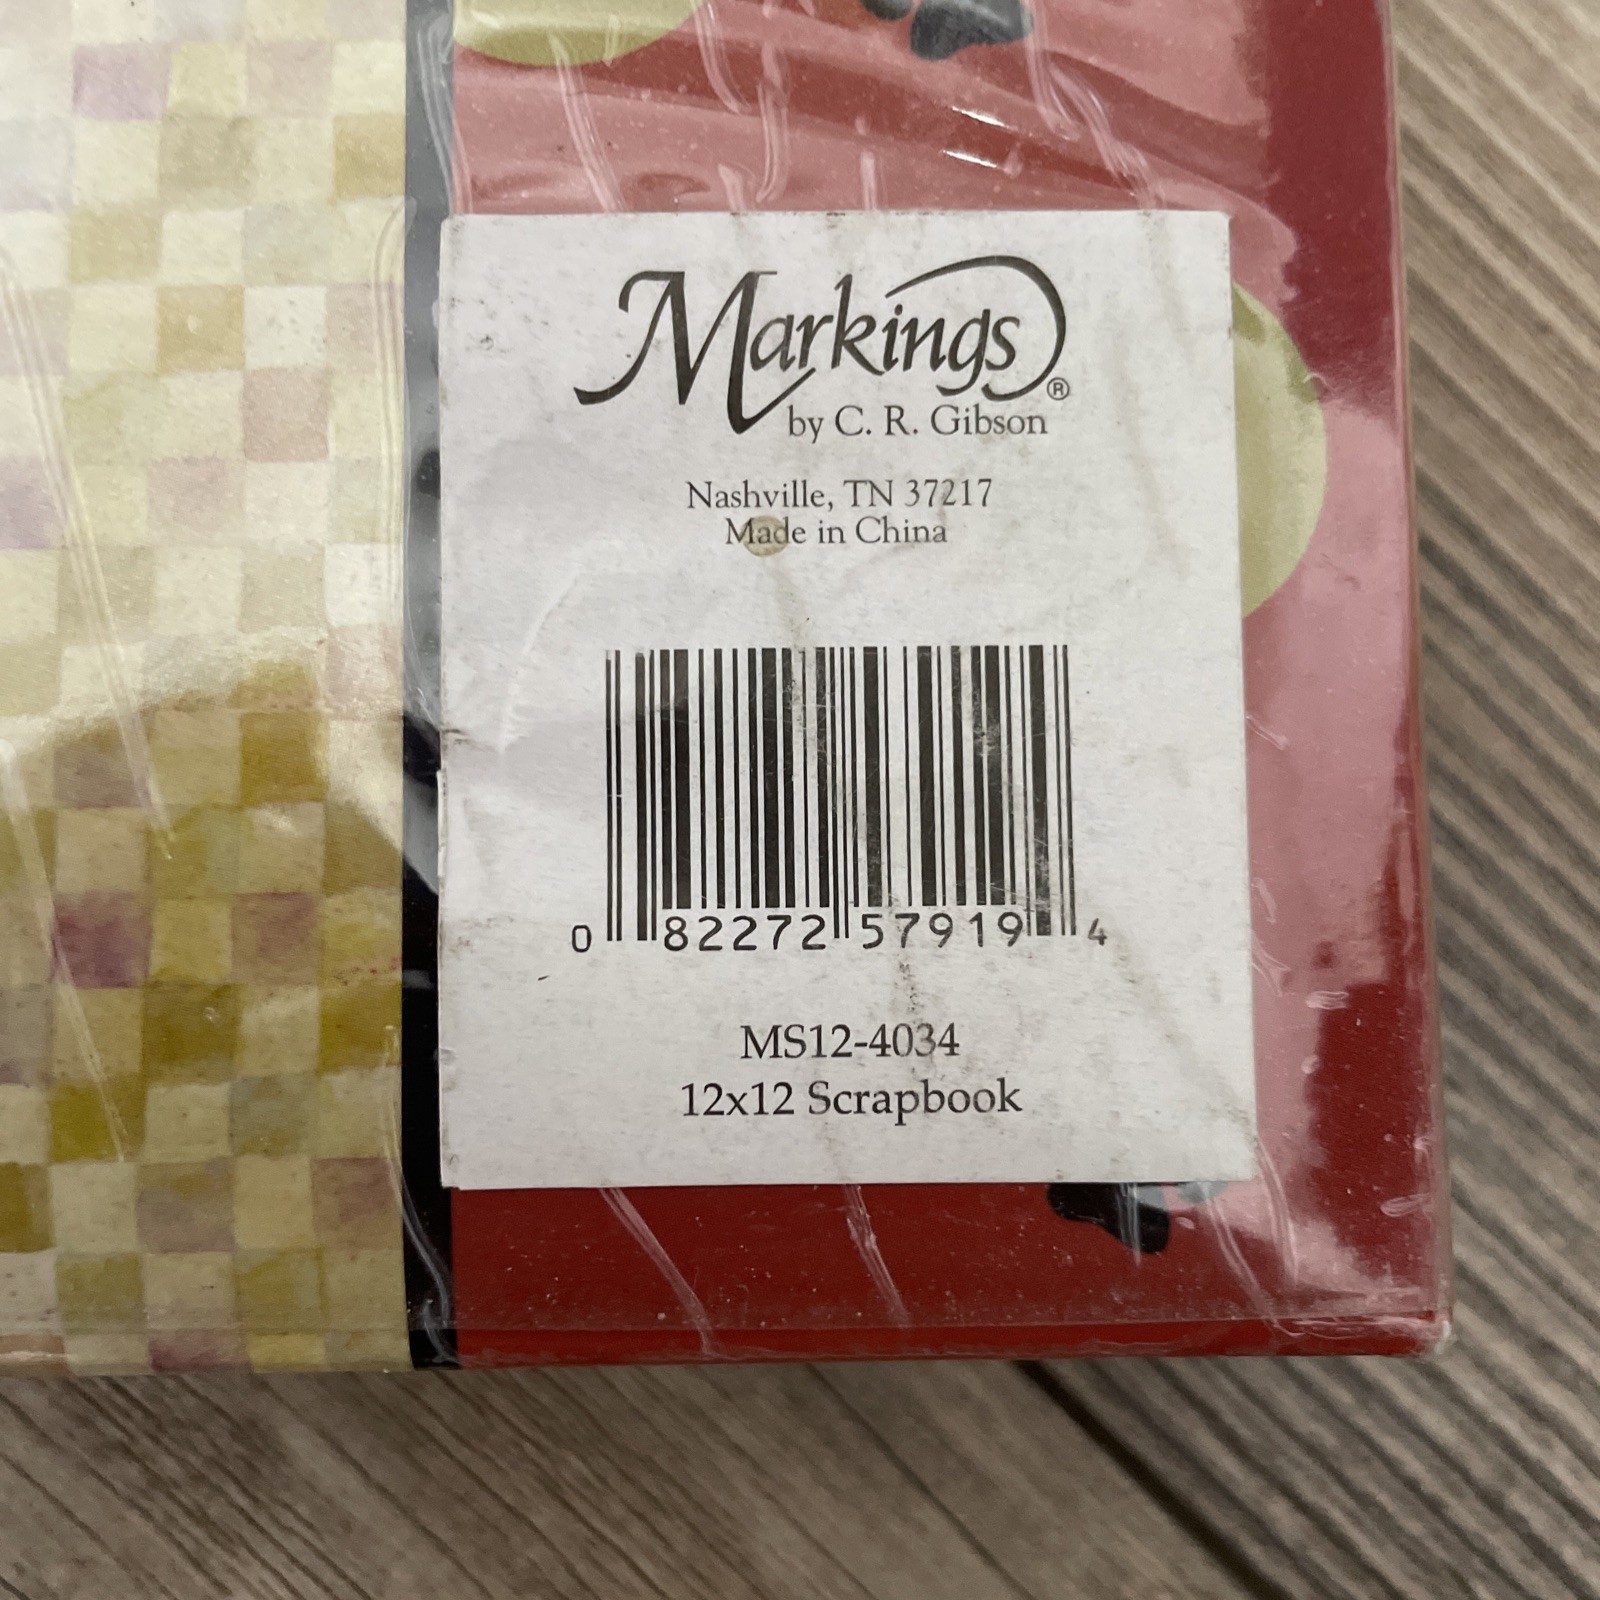 Markings®
by C. R. Gibson
Nashville, TN 37217
Made in China
0 82272 57919 4
MS12-4034
12x12 Scrapbook